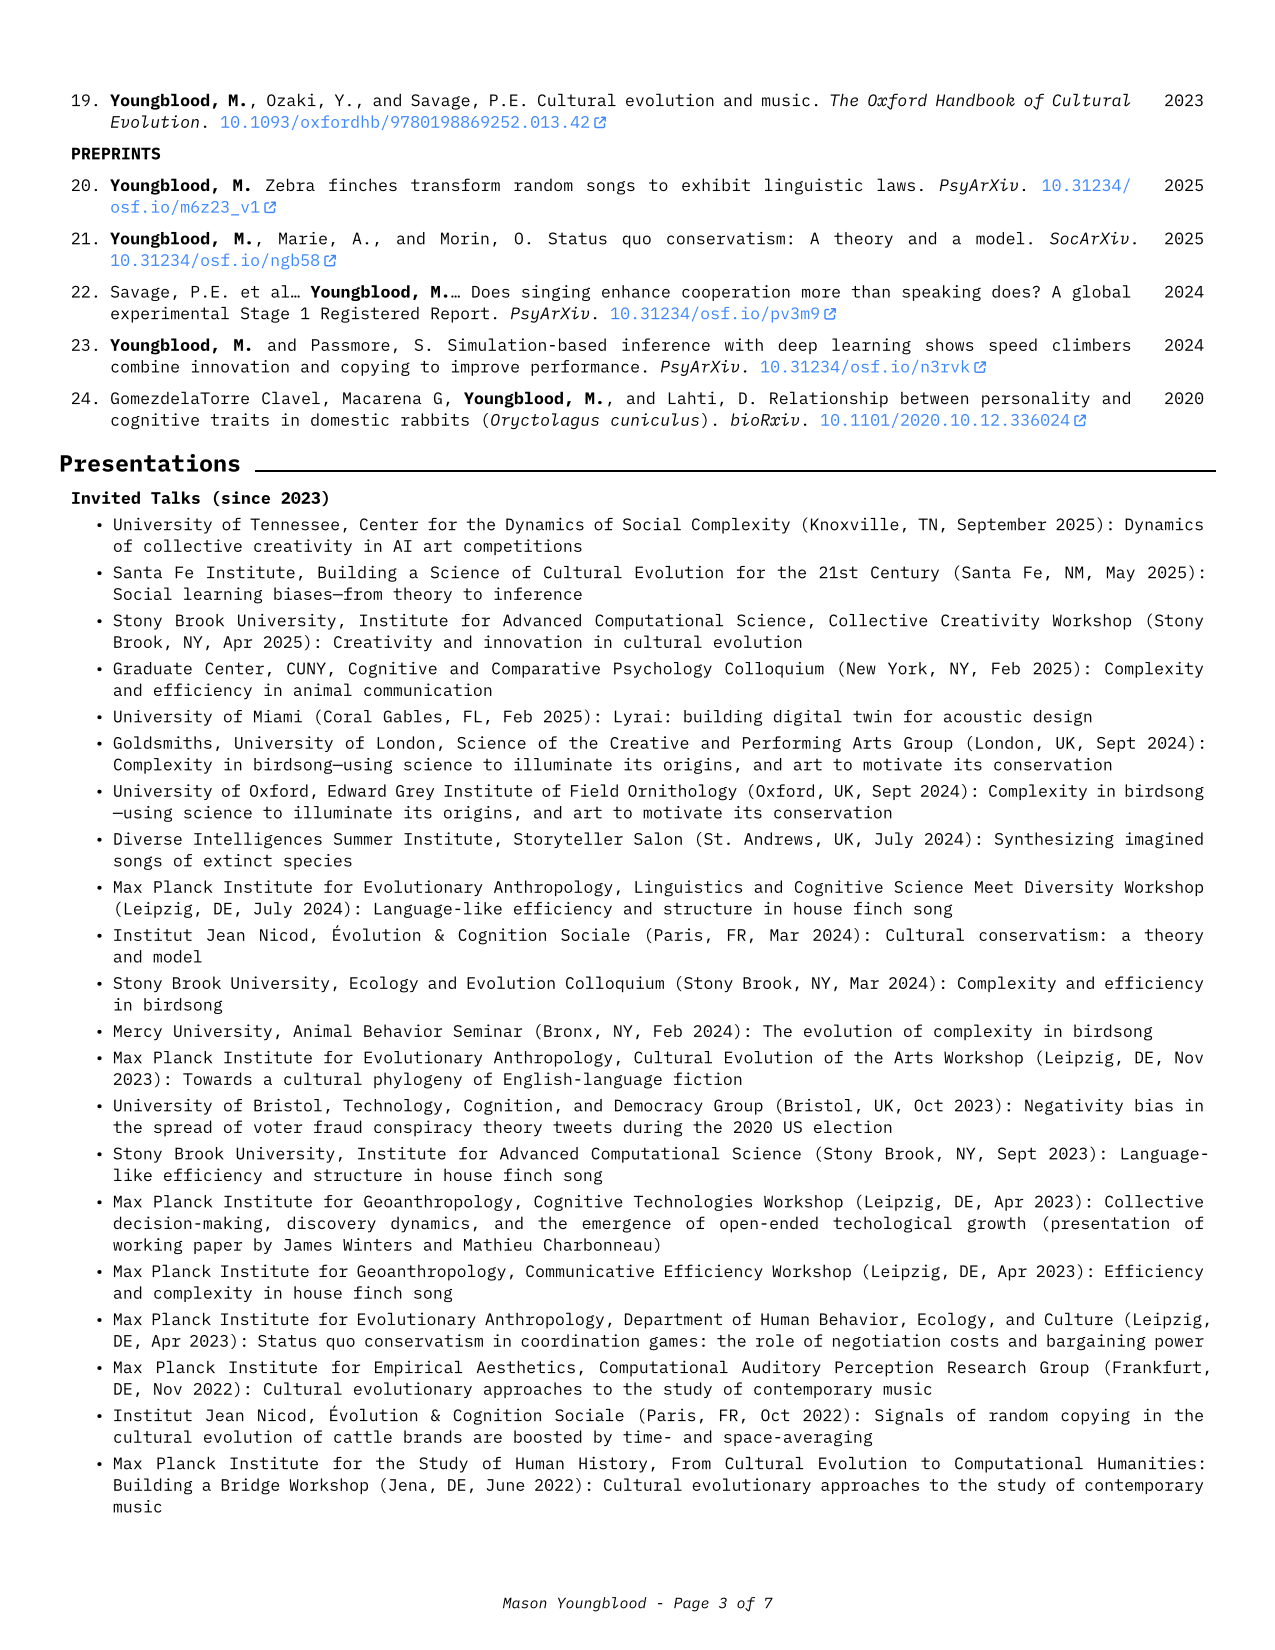 19. Youngblood, M., Ozaki, Y., and Savage, P.E. Cultural evolution and music. The Oxford Handbook of Cultural 2023
Evolution. 10.1093/oxfordhb/9780198869252.013.42
PREPRINTS
20. Youngblood, M. Zebra finches transform random songs to exhibit linguistic laws. PsyArXiv. 10.31234/ 2025
osf.io/m6z23_v1
21. Youngblood, M., Marie, A., and Morin, O. Status quo conservatism: A theory and a model. SocArXiv. 2025
10.31234/osf.io/ngb58
22. Savage, P.E. et al… Youngblood, M.… Does singing enhance cooperation more than speaking does? A global 2024
experimental Stage 1 Registered Report. PsyArXiv. 10.31234/osf.io/pv3m9
23. Youngblood, M. and Passmore, S. Simulation-based inference with deep learning shows speed climbers 2024
combine innovation and copying to improve performance. PsyArXiv. 10.31234/osf.io/n3rvk
24. GomezdelaTorre Clavel, Macarena G, Youngblood, M., and Lahti, D. Relationship between personality and 2020
cognitive traits in domestic rabbits (Oryctolagus cuniculus). bioRxiv. 10.1101/2020.10.12.336024
Presentations
Invited Talks (since 2023)
• University of Tennessee, Center for the Dynamics of Social Complexity (Knoxville, TN, September 2025): Dynamics
of collective creativity in AI art competitions
• Santa Fe Institute, Building a Science of Cultural Evolution for the 21st Century (Santa Fe, NM, May 2025):
Social learning biases—from theory to inference
• Stony Brook University, Institute for Advanced Computational Science, Collective Creativity Workshop (Stony
Brook, NY, Apr 2025): Creativity and innovation in cultural evolution
• Graduate Center, CUNY, Cognitive and Comparative Psychology Colloquium (New York, NY, Feb 2025): Complexity
and efficiency in animal communication
• University of Miami (Coral Gables, FL, Feb 2025): Lyrai: building digital twin for acoustic design
• Goldsmiths, University of London, Science of the Creative and Performing Arts Group (London, UK, Sept 2024):
Complexity in birdsong—using science to illuminate its origins, and art to motivate its conservation
• University of Oxford, Edward Grey Institute of Field Ornithology (Oxford, UK, Sept 2024): Complexity in birdsong
—using science to illuminate its origins, and art to motivate its conservation
• Diverse Intelligences Summer Institute, Storyteller Salon (St. Andrews, UK, July 2024): Synthesizing imagined
songs of extinct species
• Max Planck Institute for Evolutionary Anthropology, Linguistics and Cognitive Science Meet Diversity Workshop
(Leipzig, DE, July 2024): Language-like efficiency and structure in house finch song
• Institut Jean Nicod, Évolution & Cognition Sociale (Paris, FR, Mar 2024): Cultural conservatism: a theory
and model
• Stony Brook University, Ecology and Evolution Colloquium (Stony Brook, NY, Mar 2024): Complexity and efficiency
in birdsong
• Mercy University, Animal Behavior Seminar (Bronx, NY, Feb 2024): The evolution of complexity in birdsong
• Max Planck Institute for Evolutionary Anthropology, Cultural Evolution of the Arts Workshop (Leipzig, DE, Nov
2023): Towards a cultural phylogeny of English-language fiction
• University of Bristol, Technology, Cognition, and Democracy Group (Bristol, UK, Oct 2023): Negativity bias in
the spread of voter fraud conspiracy theory tweets during the 2020 US election
• Stony Brook University, Institute for Advanced Computational Science (Stony Brook, NY, Sept 2023): Language-
like efficiency and structure in house finch song
• Max Planck Institute for Geoanthropology, Cognitive Technologies Workshop (Leipzig, DE, Apr 2023): Collective
decision-making, discovery dynamics, and the emergence of open-ended techological growth (presentation of
working paper by James Winters and Mathieu Charbonneau)
• Max Planck Institute for Geoanthropology, Communicative Efficiency Workshop (Leipzig, DE, Apr 2023): Efficiency
and complexity in house finch song
• Max Planck Institute for Evolutionary Anthropology, Department of Human Behavior, Ecology, and Culture (Leipzig,
DE, Apr 2023): Status quo conservatism in coordination games: the role of negotiation costs and bargaining power
• Max Planck Institute for Empirical Aesthetics, Computational Auditory Perception Research Group (Frankfurt,
DE, Nov 2022): Cultural evolutionary approaches to the study of contemporary music
• Institut Jean Nicod, Évolution & Cognition Sociale (Paris, FR, Oct 2022): Signals of random copying in the
cultural evolution of cattle brands are boosted by time- and space-averaging
• Max Planck Institute for the Study of Human History, From Cultural Evolution to Computational Humanities:
Building a Bridge Workshop (Jena, DE, June 2022): Cultural evolutionary approaches to the study of contemporary
music
Mason Youngblood - Page 3 of 7